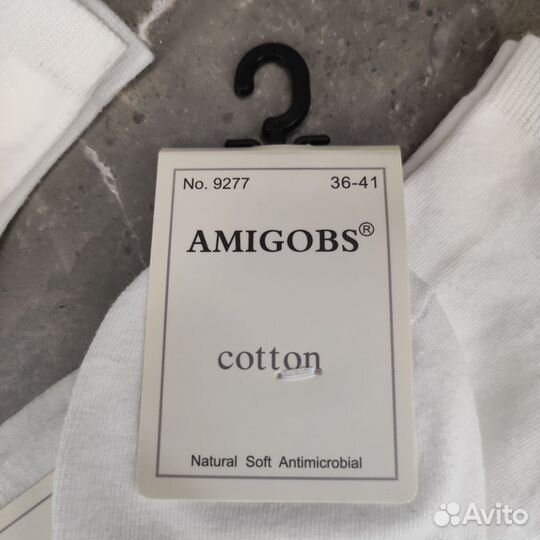 No. 9277 36-41
AMIGOBS®
cotton
Natural Soft Antimicrobial
Avito